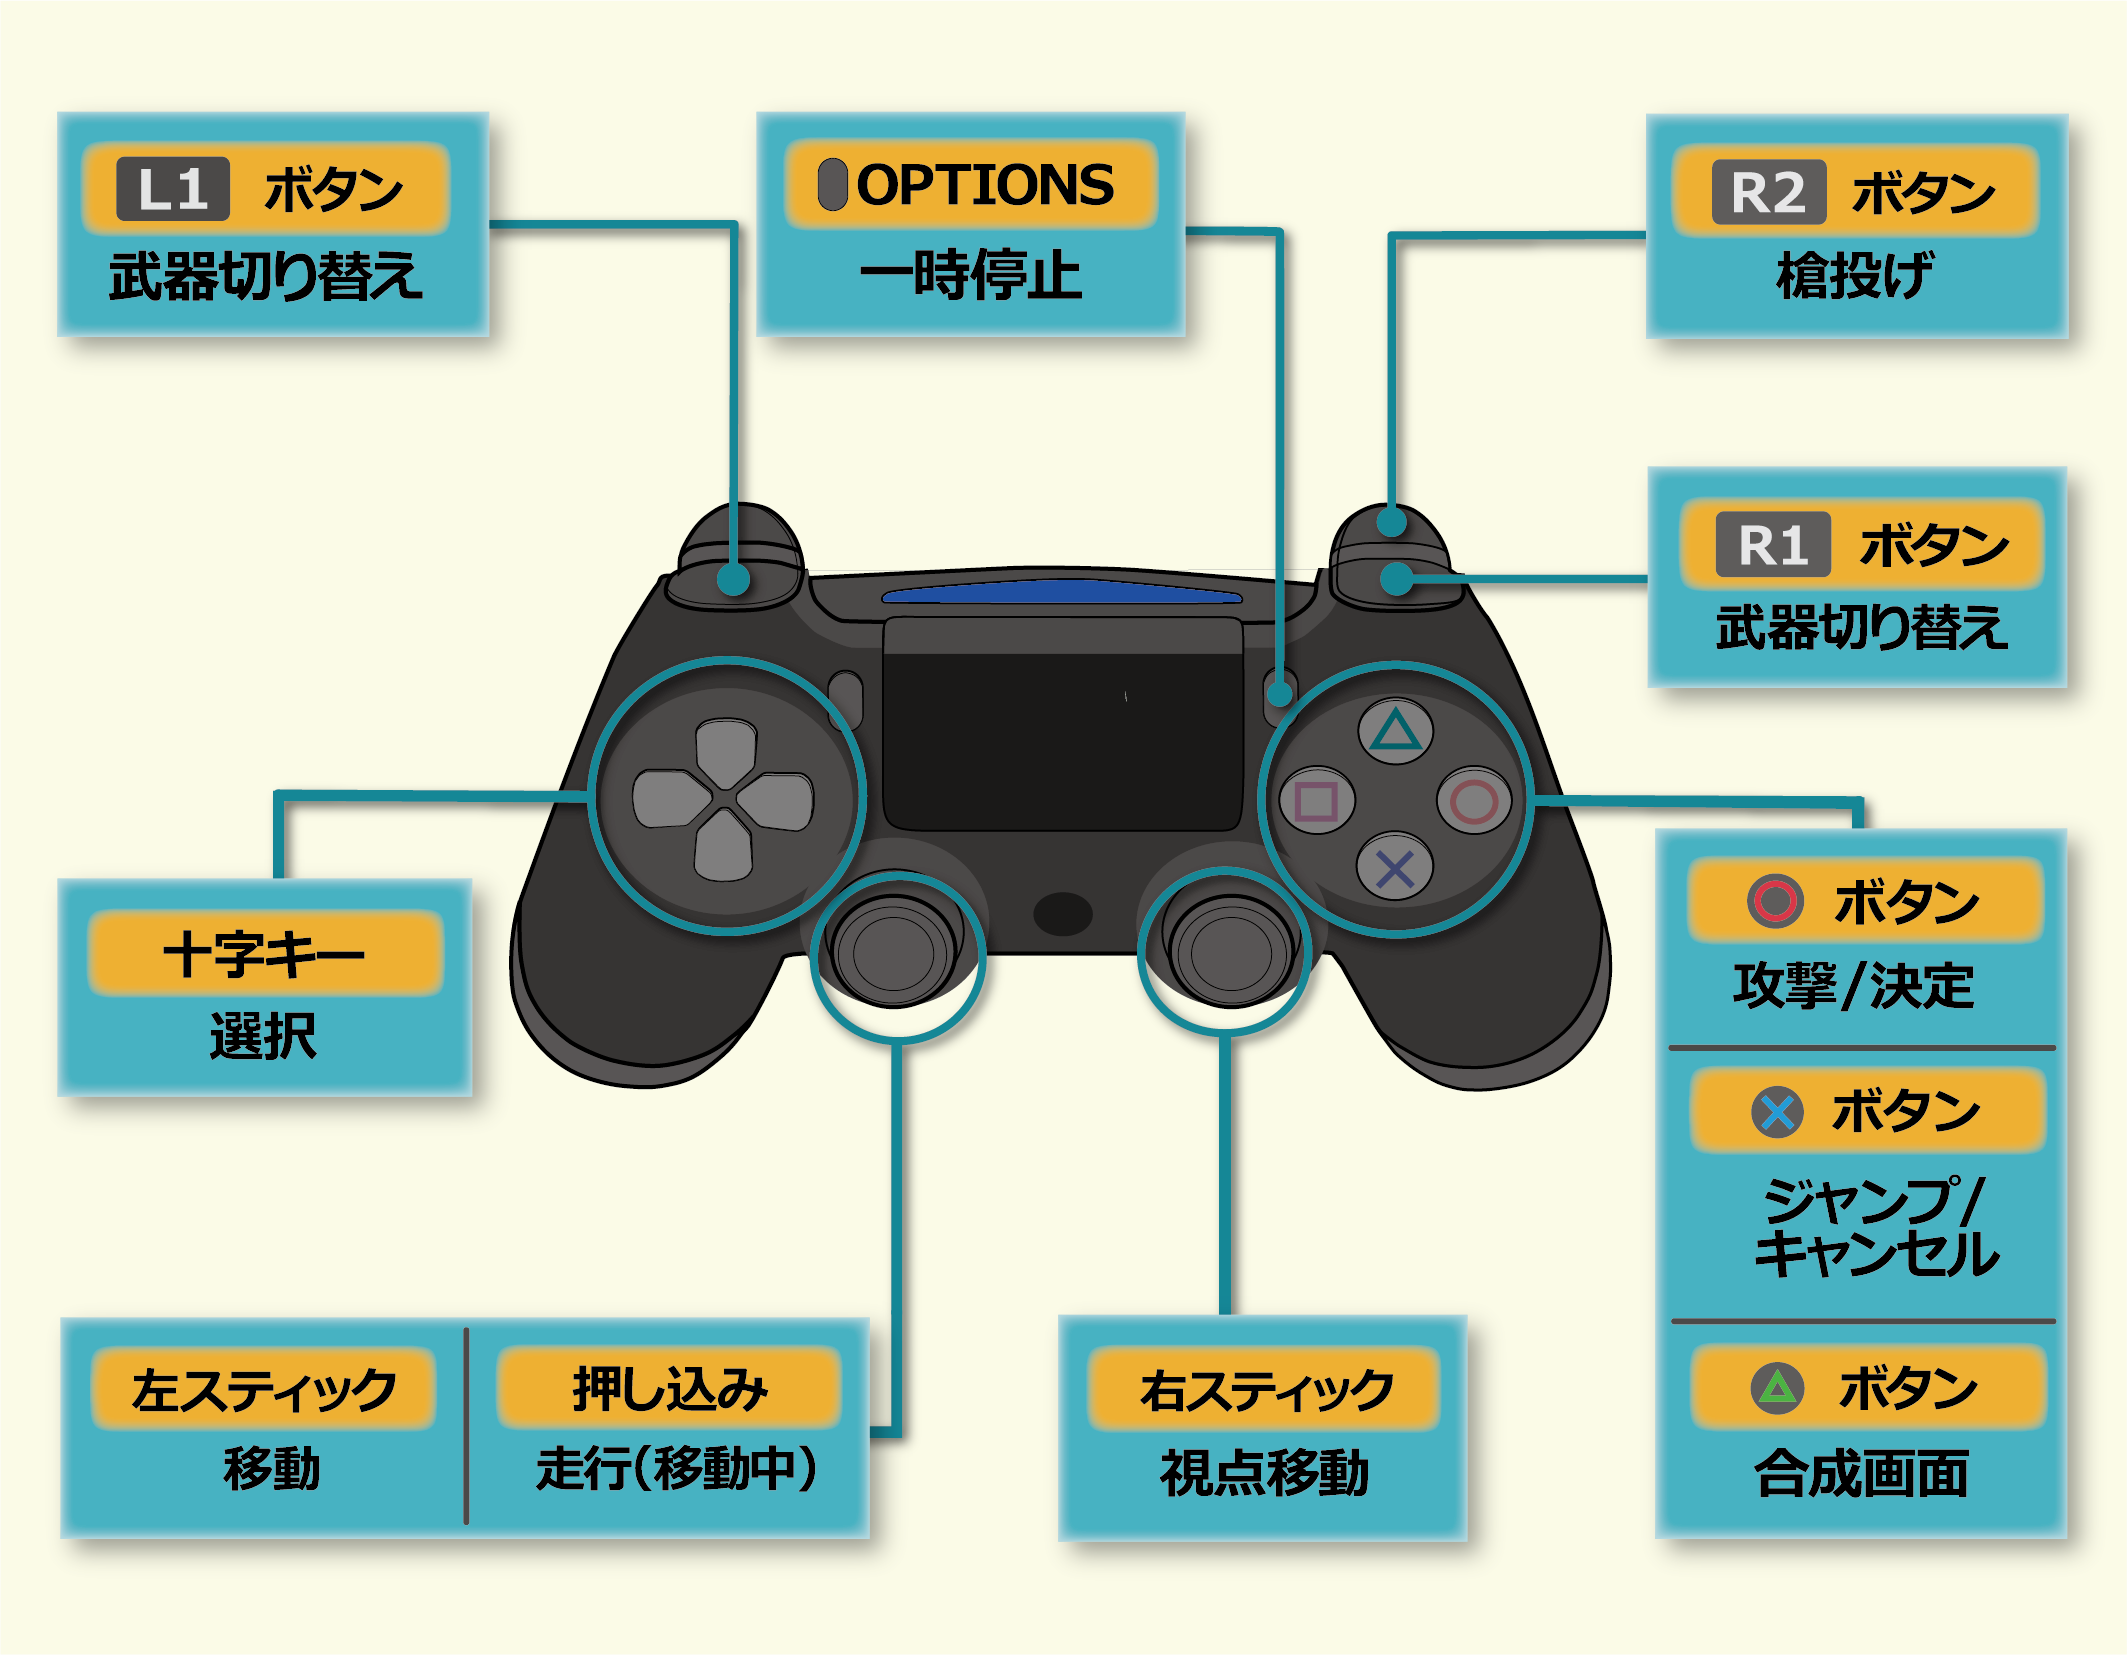 L1 ボタン
武器切り替え
OPTIONS
一時停止
R2 ボタン
槍投げ
R1 ボタン
武器切り替え
十字キー
選択
○ ボタン
攻撃/決定
× ボタン
ジャンプ/
キャンセル
△ ボタン
合成画面
左スティック
移動
押し込み
走行(移動中)
右スティック
視点移動